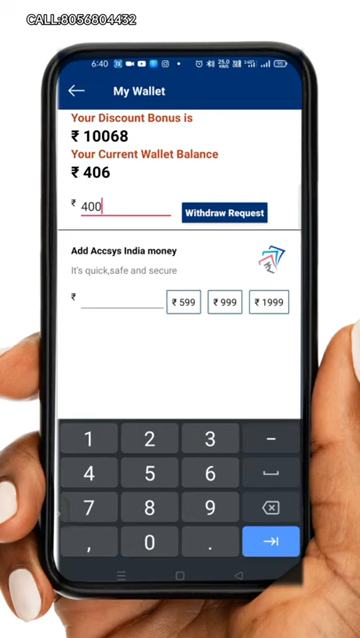 CALL:8056804432
6:40
My Wallet
Your Discount Bonus is
₹ 10068
Your Current Wallet Balance
₹ 406
₹ 400
Withdraw Request
Add Accsys India money
It's quick,safe and secure
₹
₹ 599 ₹ 999 ₹ 1999
1 2 3 -
4 5 6
7 8 9
, 0 .